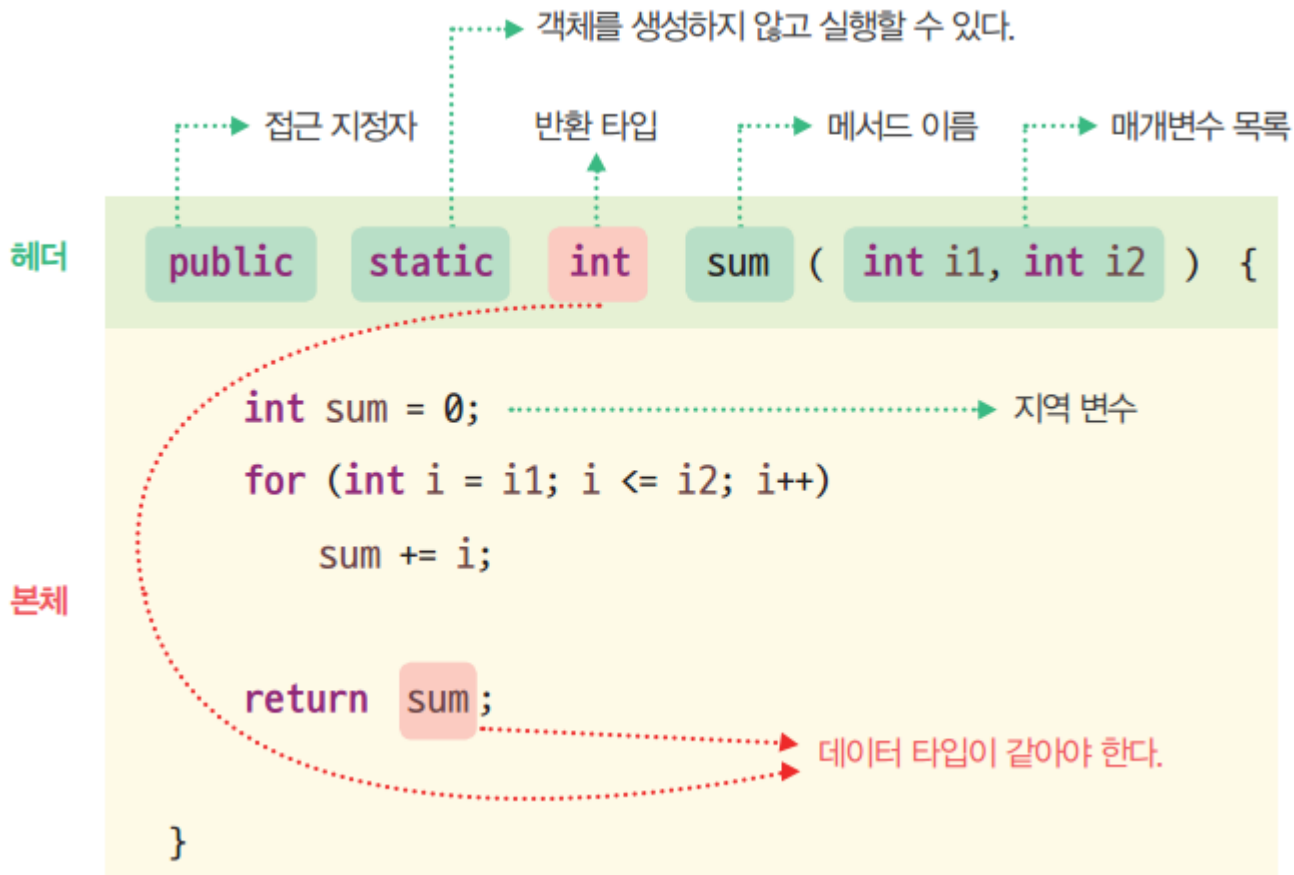 객체를 생성하지 않고 실행할 수 있다.
접근 지정자 반환 타입 메서드 이름 매개변수 목록
헤더 public static int sum ( int i1, int i2 ) {
int sum = 0; 지역 변수
for (int i = i1; i <= i2; i++)
sum += i;
본체
return sum;
데이터 타입이 같아야 한다.
}